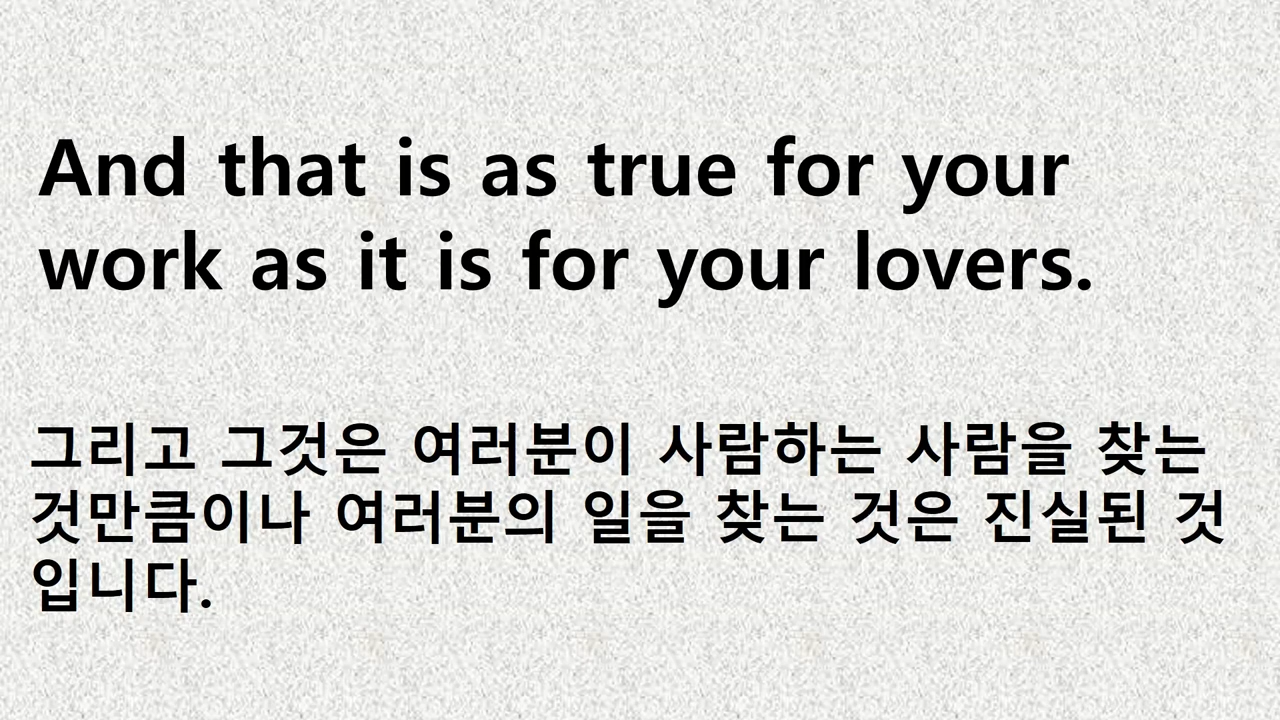 And that is as true for your
work as it is for your lovers.
그리고 그것은 여러분이 사람하는 사람을 찾는
것만큼이나 여러분의 일을 찾는 것은 진실된 것
입니다.